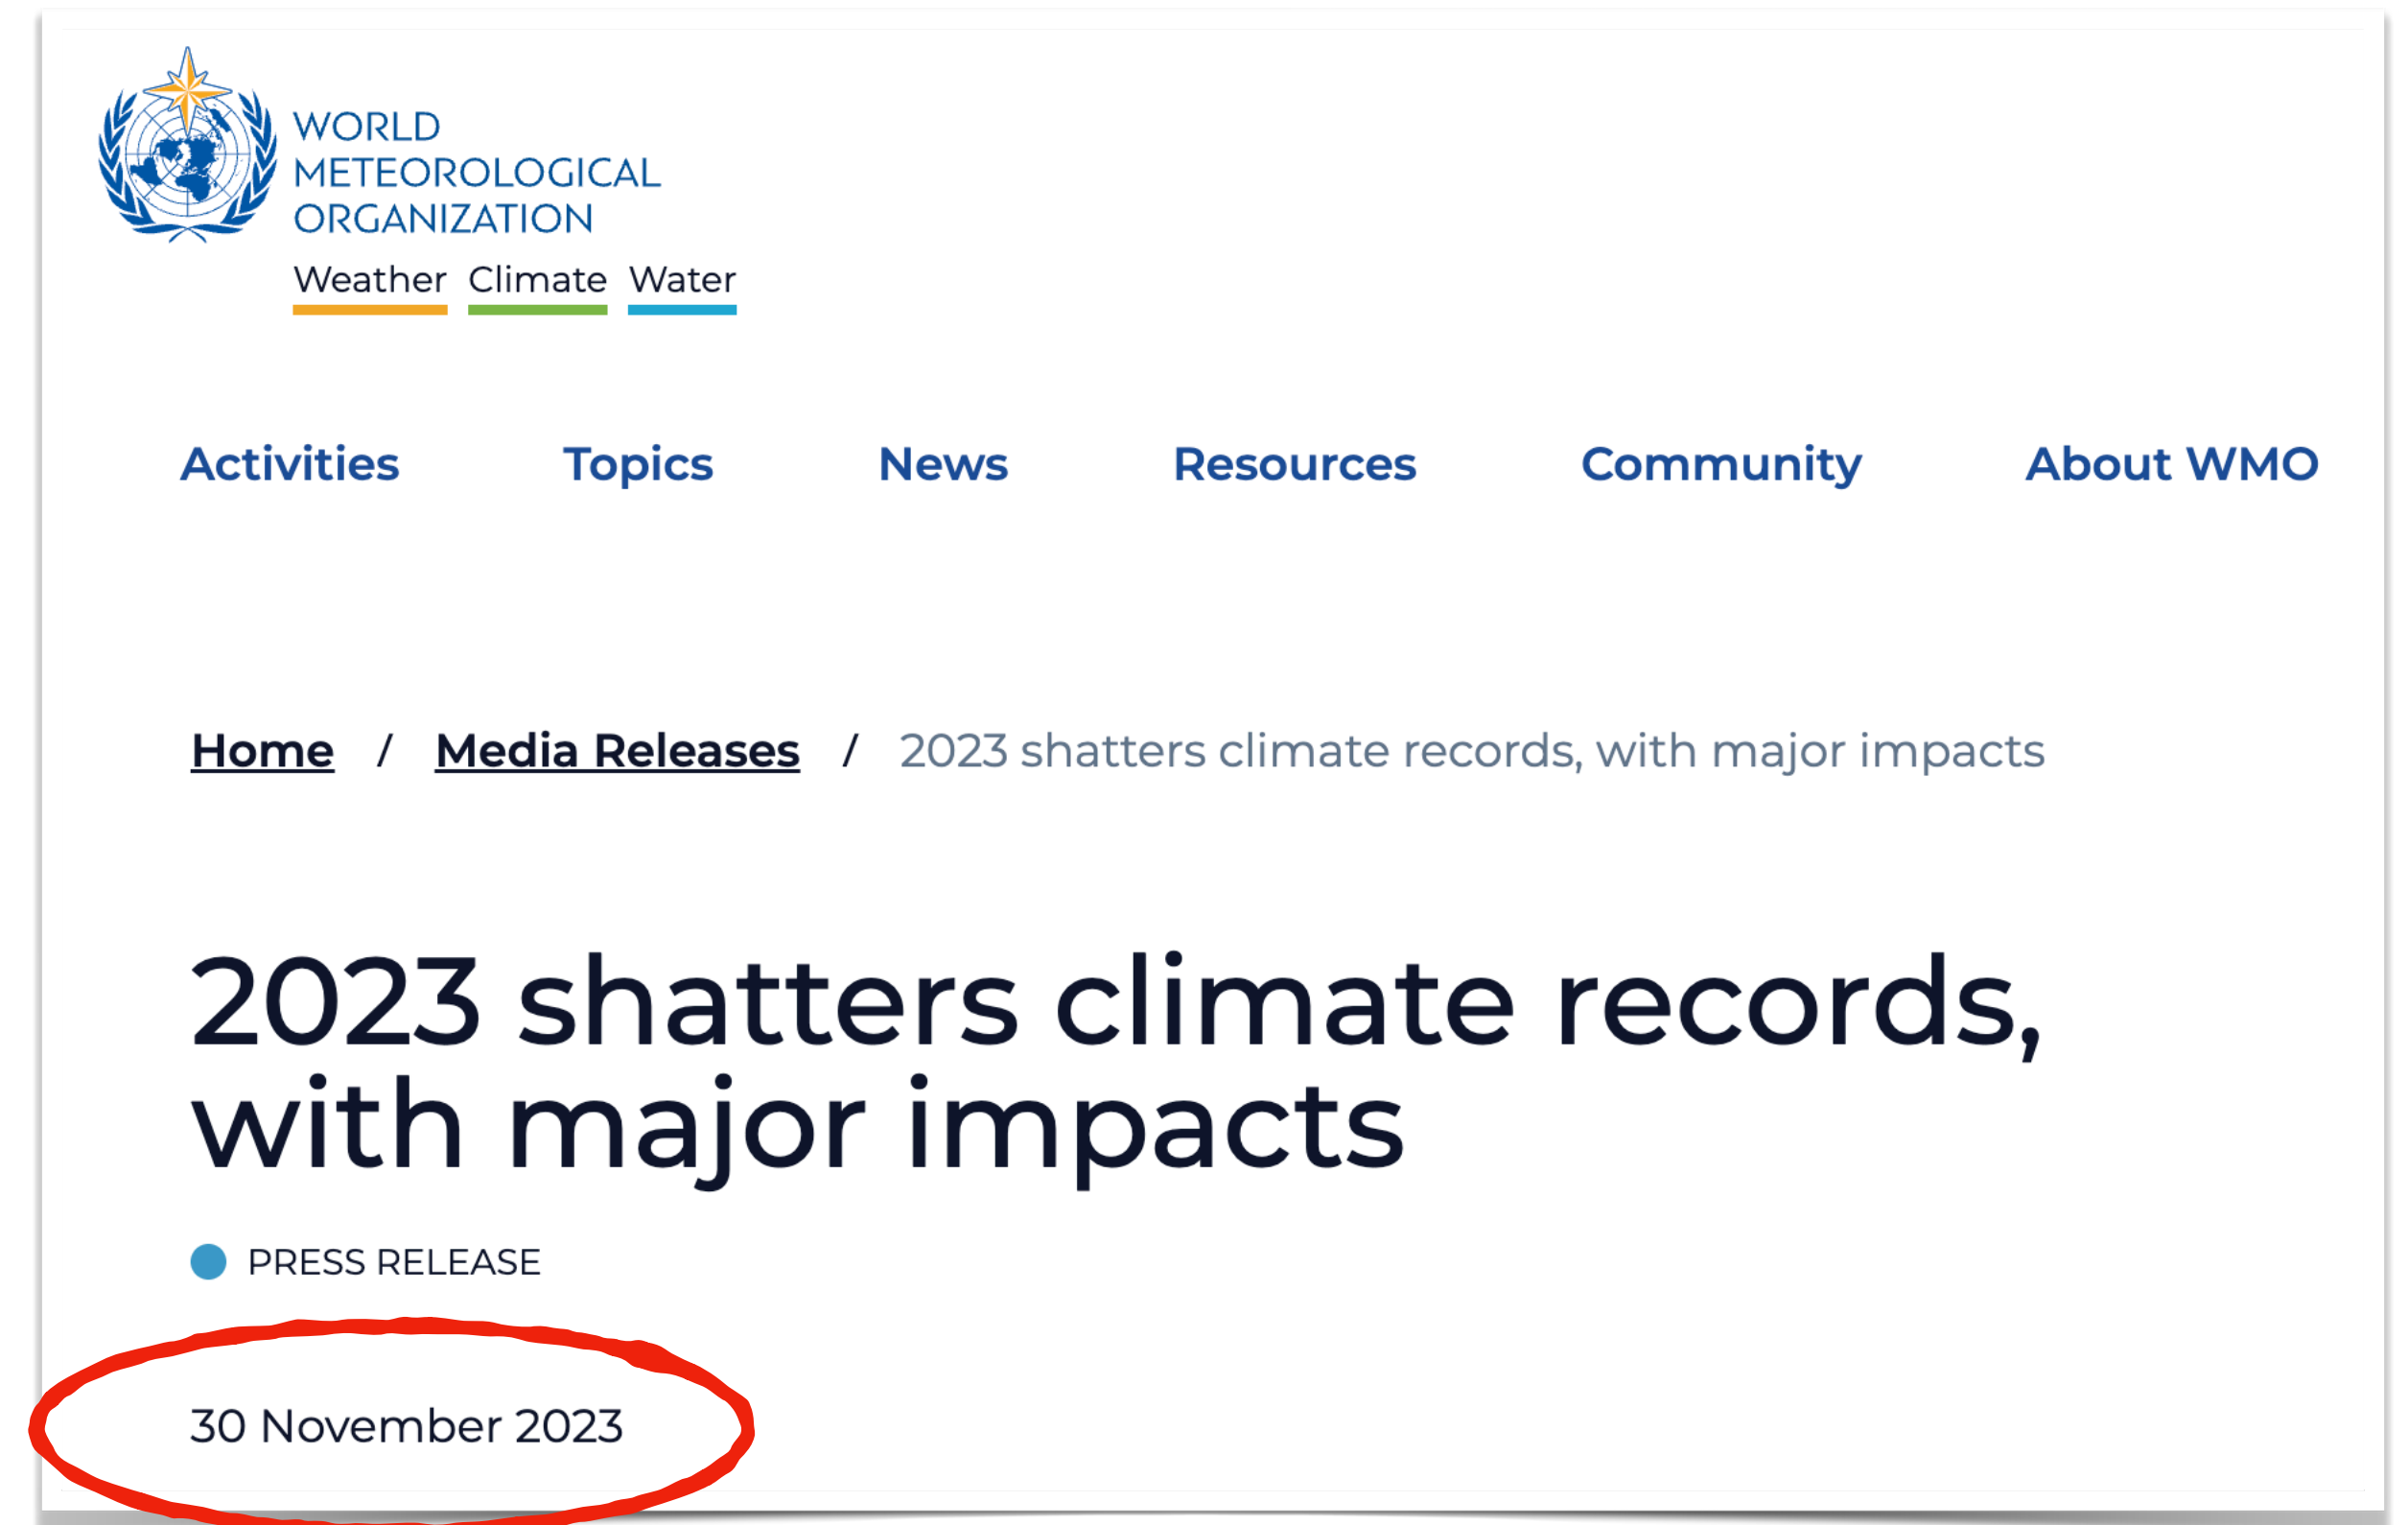 WORLD
METEOROLOGICAL
ORGANIZATION
Weather Climate Water
Activities Topics News Resources Community About WMO
Home / Media Releases / 2023 shatters climate records, with major impacts
2023 shatters climate records,
with major impacts
PRESS RELEASE
30 November 2023